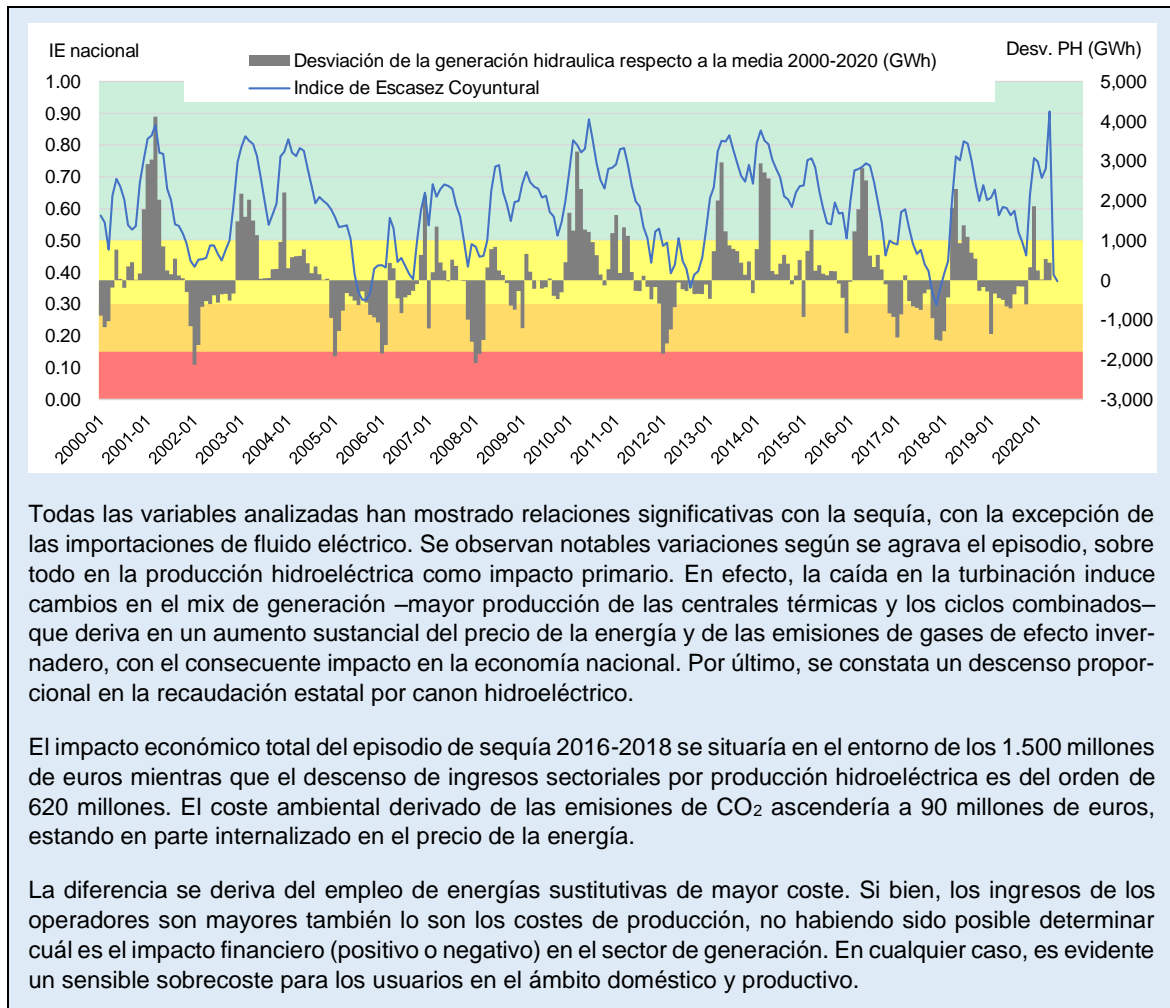 IE nacional
Desv. PH (GWh)
Desviación de la generación hidraulica respecto a la media 2000-2020 (GWh)
Indice de Escasez Coyuntural
1.00
0.90
0.80
0.70
0.60
0.50
0.40
0.30
0.20
0.10
0.00
5,000
4,000
3,000
2,000
1,000
0
-1,000
-2,000
-3,000
2000-01
2001-01
2002-01
2003-01
2004-01
2005-01
2006-01
2007-01
2008-01
2009-01
2010-01
2011-01
2012-01
2013-01
2014-01
2015-01
2016-01
2017-01
2018-01
2019-01
2020-01
Todas las variables analizadas han mostrado relaciones significativas con la sequía, con la excepción de
las importaciones de fluido eléctrico. Se observan notables variaciones según se agrava el episodio, sobre
todo en la producción hidroeléctrica como impacto primario. En efecto, la caída en la turbinación induce
cambios en el mix de generación –mayor producción de las centrales térmicas y los ciclos combinados–
que deriva en un aumento sustancial del precio de la energía y de las emisiones de gases de efecto inver-
nadero, con el consecuente impacto en la economía nacional. Por último, se constata un descenso propor-
cional en la recaudación estatal por canon hidroeléctrico.
El impacto económico total del episodio de sequía 2016-2018 se situaría en el entorno de los 1.500 millones
de euros mientras que el descenso de ingresos sectoriales por producción hidroeléctrica es del orden de
620 millones. El coste ambiental derivado de las emisiones de CO₂ ascendería a 90 millones de euros,
estando en parte internalizado en el precio de la energía.
La diferencia se deriva del empleo de energías sustitutivas de mayor coste. Si bien, los ingresos de los
operadores son mayores también lo son los costes de producción, no habiendo sido posible determinar
cuál es el impacto financiero (positivo o negativo) en el sector de generación. En cualquier caso, es evidente
un sensible sobrecoste para los usuarios en el ámbito doméstico y productivo.